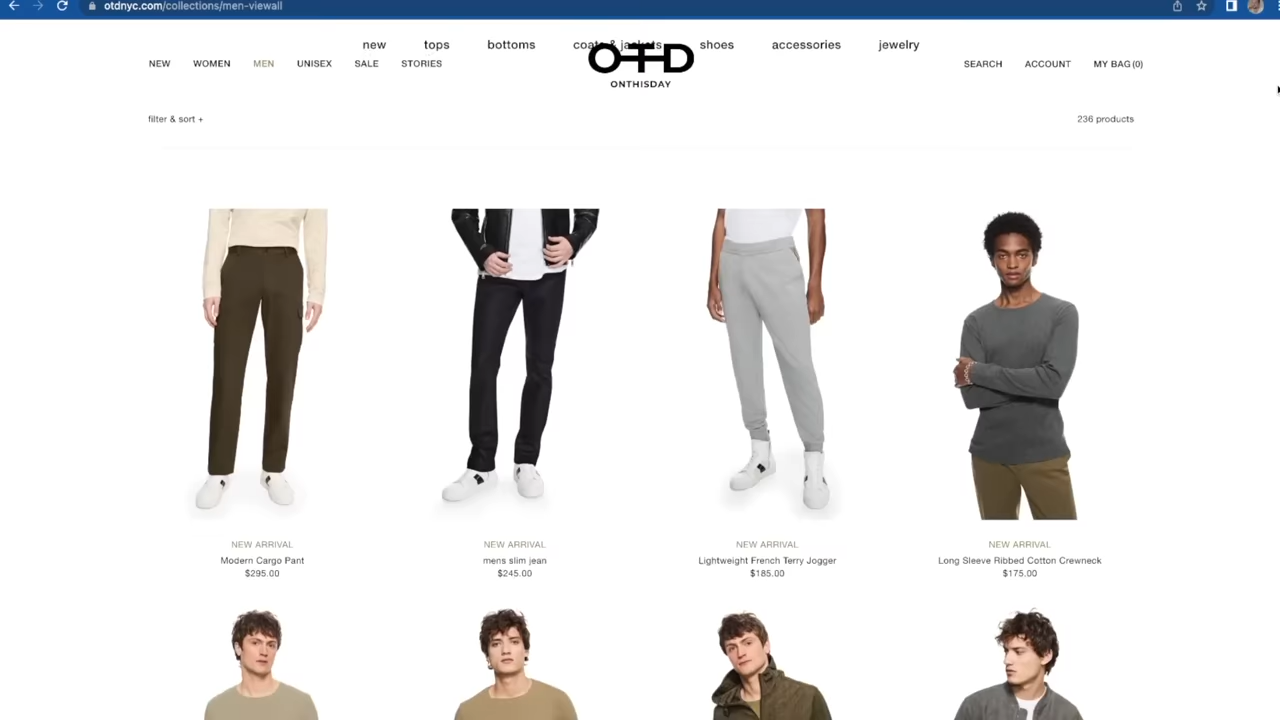 otdnyc.com/collections/men-viewall
new tops bottoms coats & jackets shoes accessories jewelry
NEW WOMEN MEN UNISEX SALE STORIES
OTD
ONTHISDAY
SEARCH ACCOUNT MY BAG (0)
filter & sort +
236 products
NEW ARRIVAL
Modern Cargo Pant
$295.00
NEW ARRIVAL
mens slim jean
$245.00
NEW ARRIVAL
Lightweight French Terry Jogger
$185.00
NEW ARRIVAL
Long Sleeve Ribbed Cotton Crewneck
$175.00